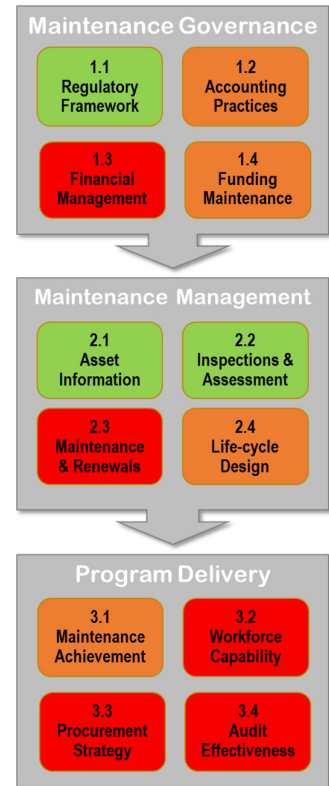 Maintenance Governance
1.1
Regulatory
Framework
1.2
Accounting
Practices
1.3
Financial
Management
1.4
Funding
Maintenance
Maintenance Management
2.1
Asset
Information
2.2
Inspections &
Assessment
2.3
Maintenance
& Renewals
2.4
Life-cycle
Design
Program Delivery
3.1
Maintenance
Achievement
3.2
Workforce
Capability
3.3
Procurement
Strategy
3.4
Audit
Effectiveness